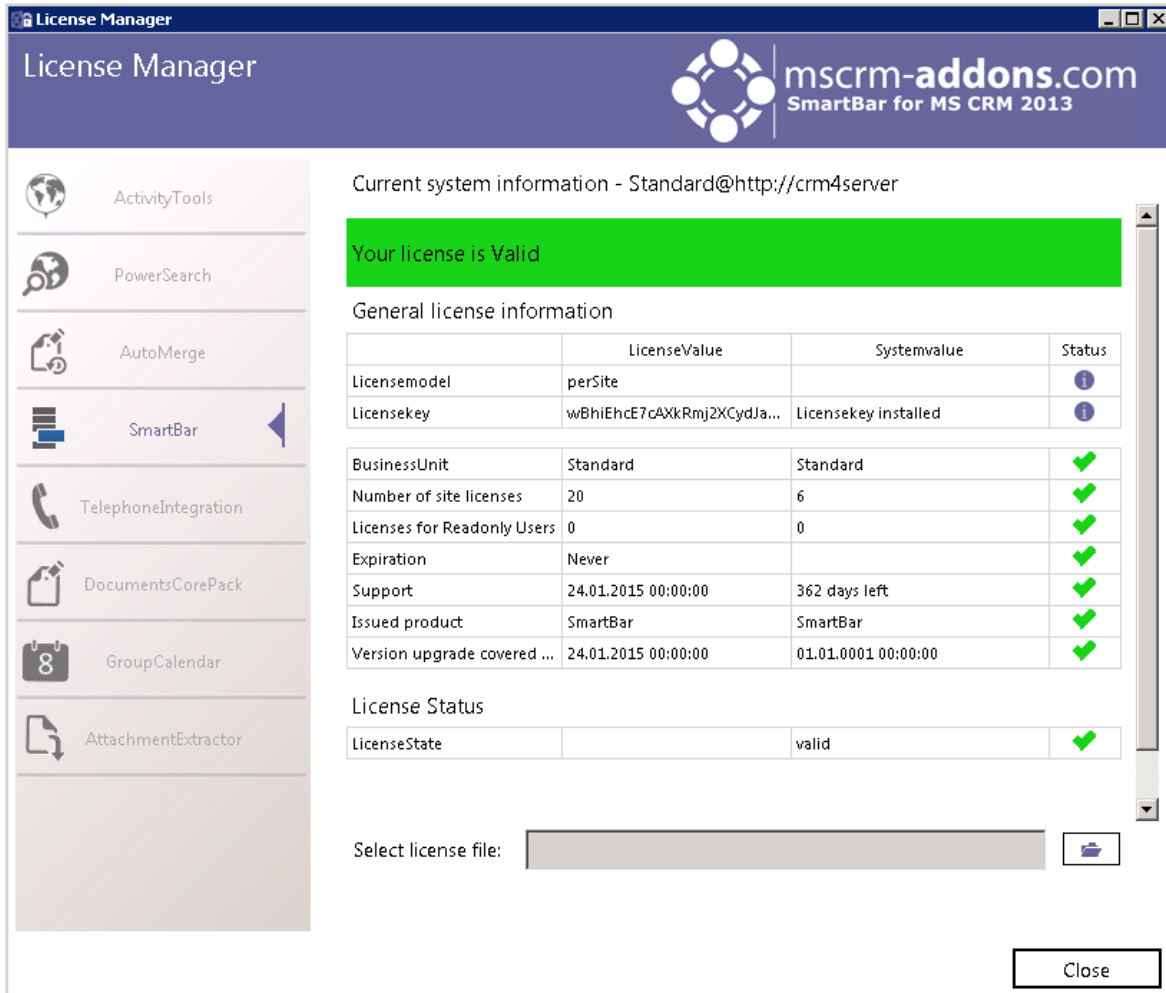 License Manager
License Manager
mscrm-addons.com
SmartBar for MS CRM 2013
ActivityTools
PowerSearch
AutoMerge
SmartBar
TelephoneIntegration
DocumentsCorePack
8
GroupCalendar
AttachmentExtractor
Current system information - Standard@http://crm4server
Your license is Valid
General license information
LicenseValue Systemvalue Status
Licensemodel perSite
Licensekey wBhiEhcE7cAXkRmj2XCydJa... Licensekey installed
BusinessUnit Standard Standard
Number of site licenses 20 6
Licenses for Readonly Users 0 0
Expiration Never
Support 24.01.2015 00:00:00 362 days left
Issued product SmartBar SmartBar
Version upgrade covered ... 24.01.2015 00:00:00 01.01.0001 00:00:00
License Status
LicenseState valid
Select license file:
Close